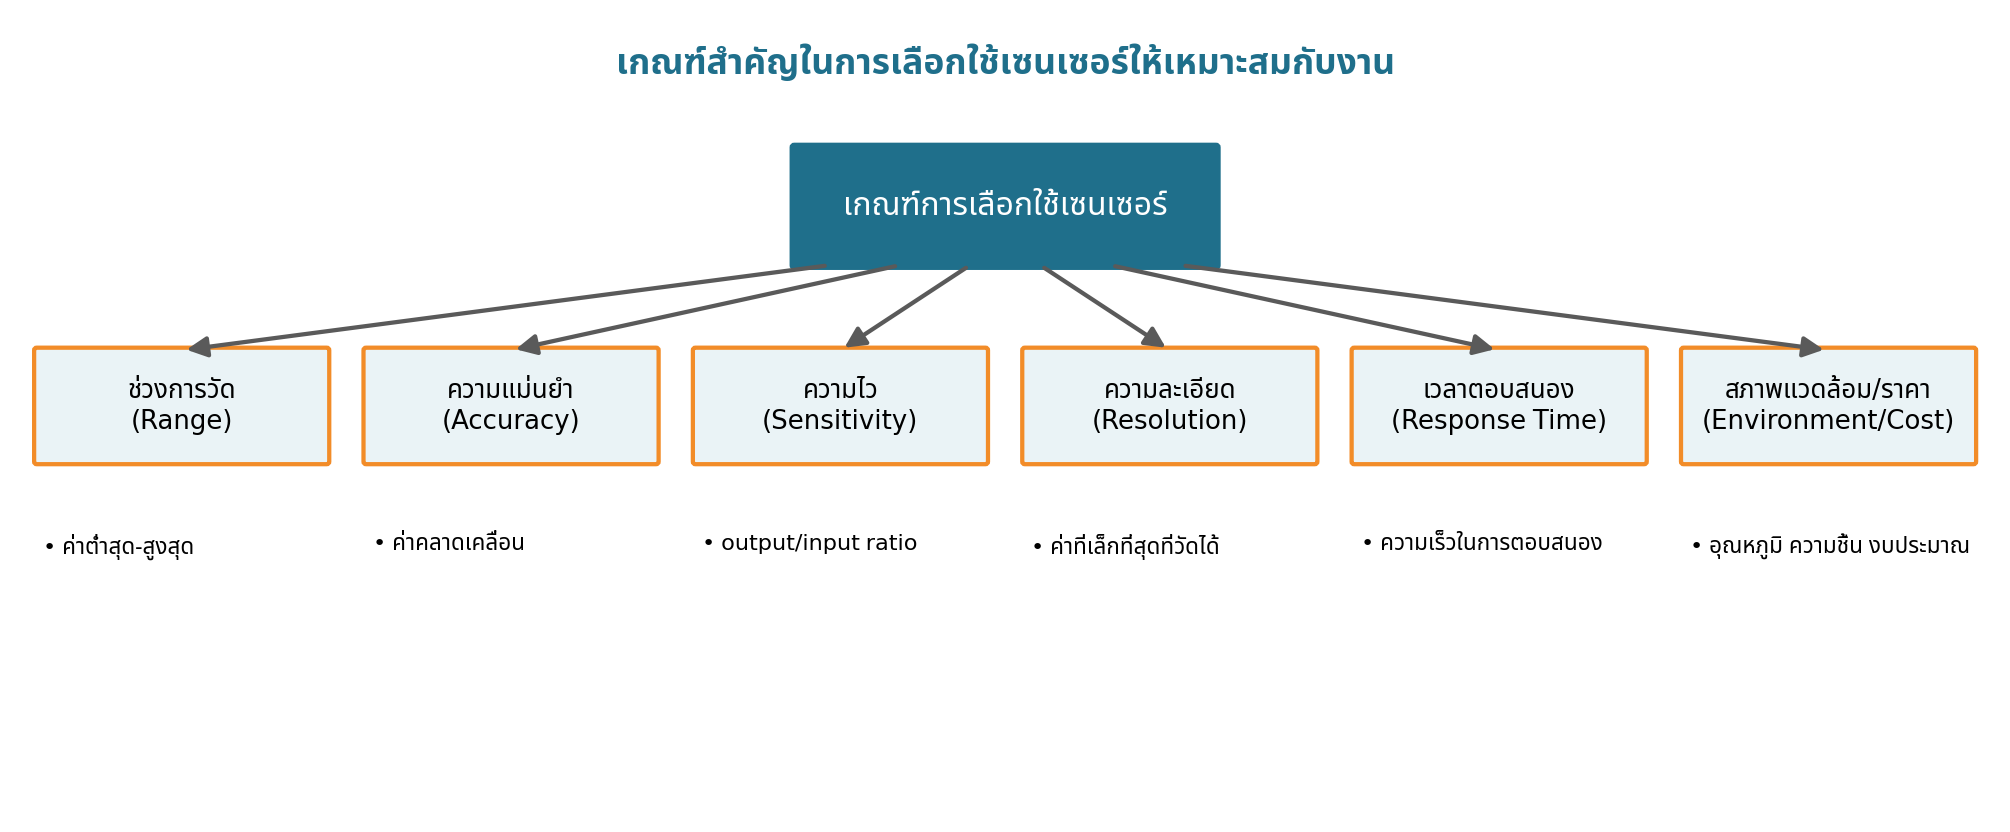 เกณฑ์สำคัญในการเลือกใช้เซนเซอร์ให้เหมาะสมกับงาน
เกณฑ์การเลือกใช้เซนเซอร์
ช่วงการวัด
(Range)
ความแม่นยำ
(Accuracy)
ความไว
(Sensitivity)
ความละเอียด
(Resolution)
เวลาตอบสนอง
(Response Time)
สภาพแวดล้อม/ราคา
(Environment/Cost)
• ค่าต่ำสุด-สูงสุด
• ค่าคลาดเคลื่อน
• output/input ratio
• ค่าที่เล็กที่สุดที่วัดได้
• ความเร็วในการตอบสนอง
• อุณหภูมิ ความชื้น งบประมาณ